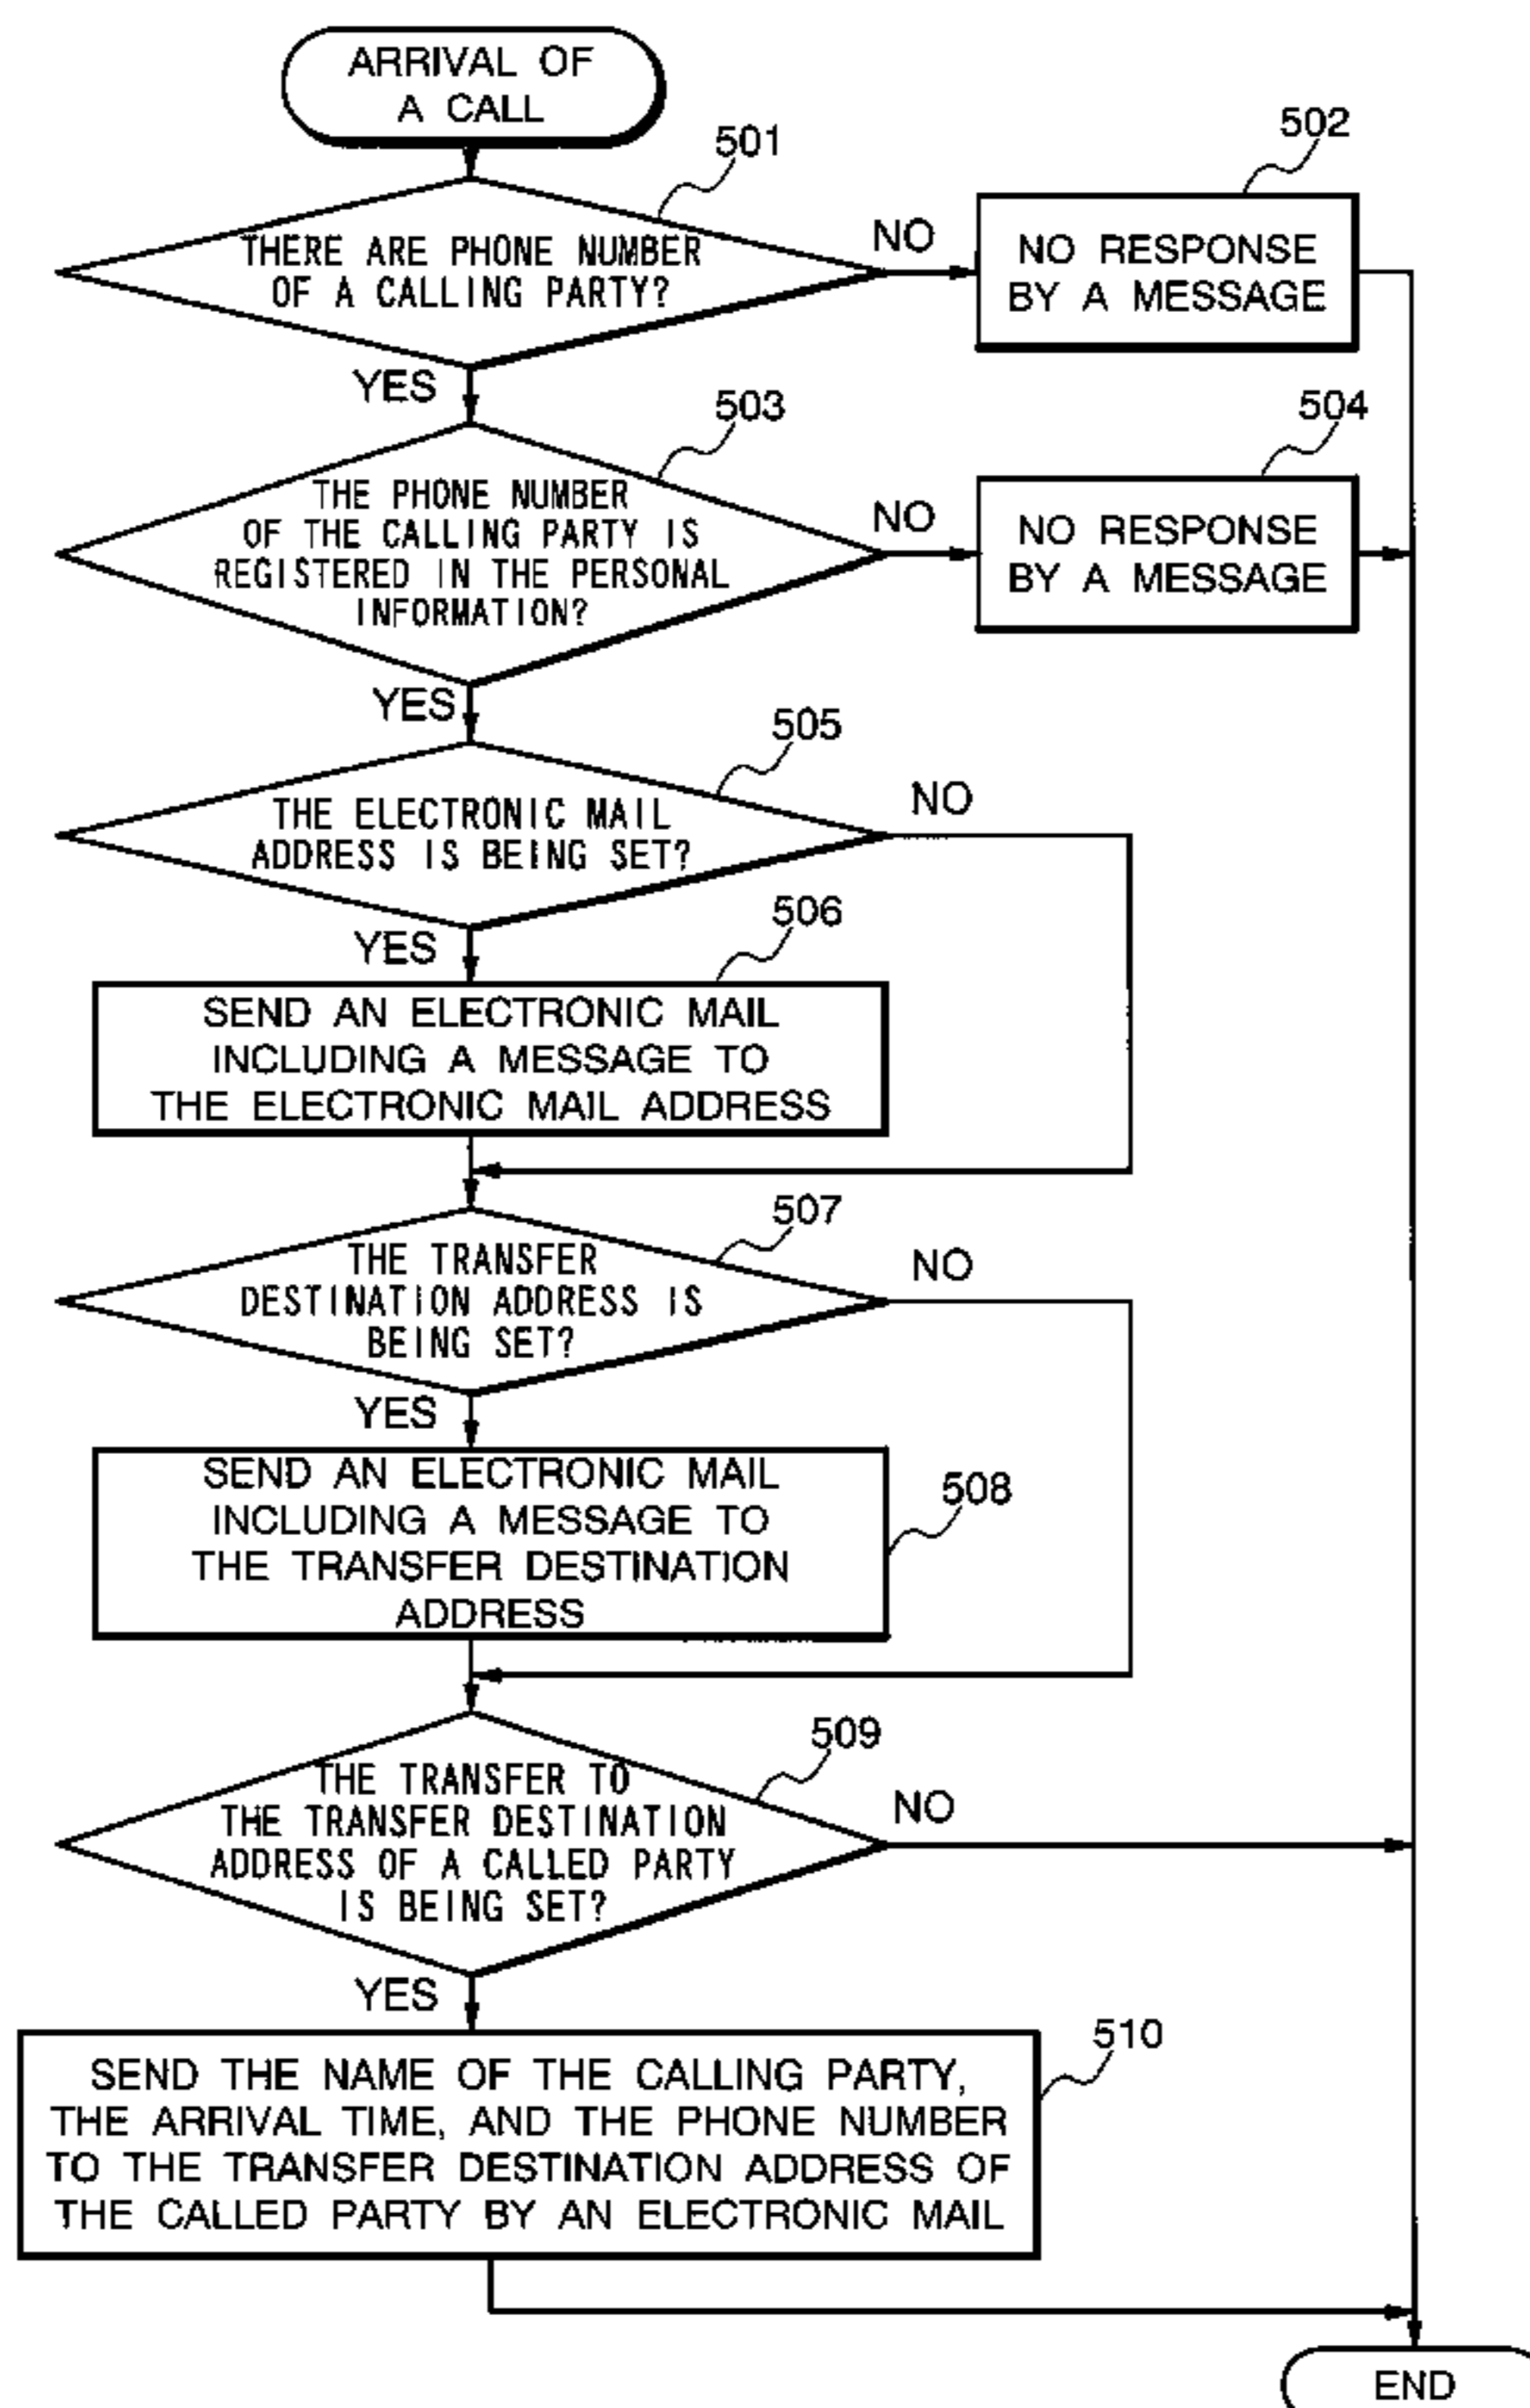 ARRIVAL OF
A CALL
501
THERE ARE PHONE NUMBER
OF A CALLING PARTY?
NO
502
NO RESPONSE
BY A MESSAGE
YES
503
THE PHONE NUMBER
OF THE CALLING PARTY IS
REGISTERED IN THE PERSONAL
INFORMATION?
NO
504
NO RESPONSE
BY A MESSAGE
YES
505
THE ELECTRONIC MAIL
ADDRESS IS BEING SET?
NO
YES
506
SEND AN ELECTRONIC MAIL
INCLUDING A MESSAGE TO
THE ELECTRONIC MAIL ADDRESS
507
THE TRANSFER
DESTINATION ADDRESS IS
BEING SET?
NO
YES
SEND AN ELECTRONIC MAIL
INCLUDING A MESSAGE TO
THE TRANSFER DESTINATION
ADDRESS
508
509
THE TRANSFER TO
THE TRANSFER DESTINATION
ADDRESS OF A CALLED PARTY
IS BEING SET?
NO
YES
510
SEND THE NAME OF THE CALLING PARTY,
THE ARRIVAL TIME, AND THE PHONE NUMBER
TO THE TRANSFER DESTINATION ADDRESS OF
THE CALLED PARTY BY AN ELECTRONIC MAIL
END